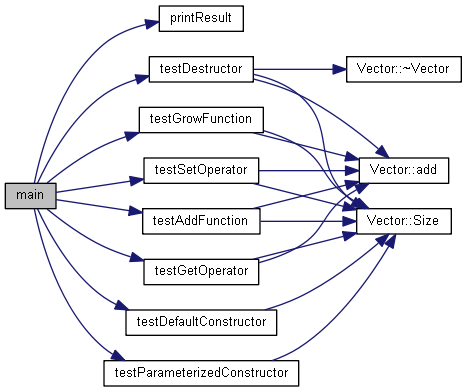 printResult
testDestructor
Vector::~Vector
testGrowFunction
testSetOperator
Vector::add
main
testAddFunction
Vector::Size
testGetOperator
testDefaultConstructor
testParameterizedConstructor